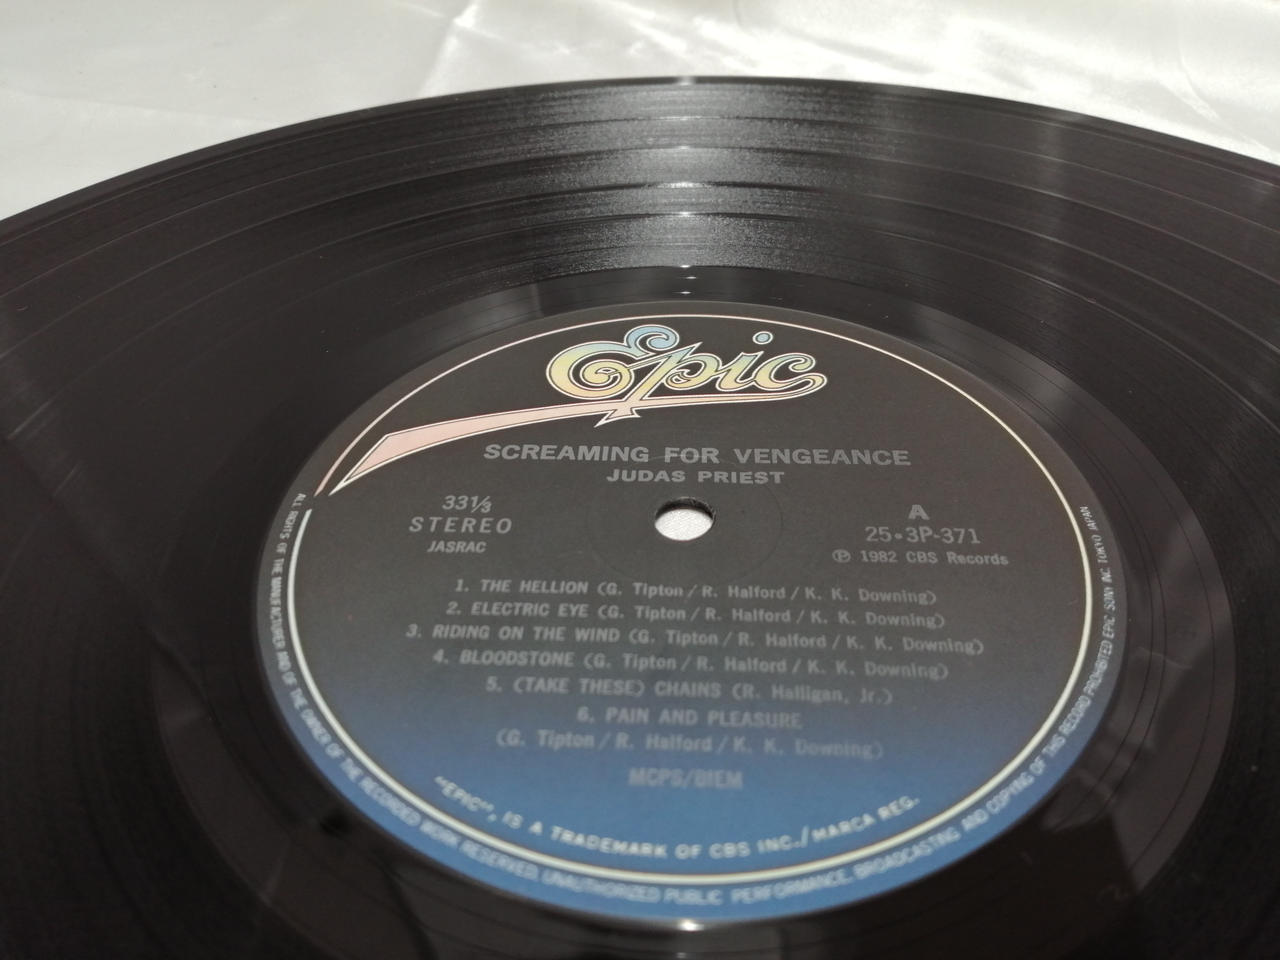 Epic
SCREAMING FOR VENGEANCE
JUDAS PRIEST
33⅓
STEREO
JASRAC
A
25•3P-371
Ⓟ 1982 CBS Records
1. THE HELLION (G. Tipton / R. Halford / K. K. Downing)
2. ELECTRIC EYE (G. Tipton / R. Halford / K. K. Downing)
3. RIDING ON THE WIND (G. Tipton / R. Halford / K. K. Downing)
4. BLOODSTONE (G. Tipton / R. Halford / K. K. Downing)
5. (TAKE THESE) CHAINS (R. Halligan, Jr.)
6. PAIN AND PLEASURE
(G. Tipton / R. Halford / K. K. Downing)
MCPS/BIEM
"EPIC", IS A TRADEMARK OF CBS INC./MARCA REG.
ALL RIGHTS OF THE MANUFACTURER AND OF THE OWNER OF THE RECORDED WORK RESERVED. UNAUTHORIZED PUBLIC PERFORMANCE, BROADCASTING AND COPYING OF THIS RECORD PROHIBITED EPIC SONY INC. TOKYO JAPAN